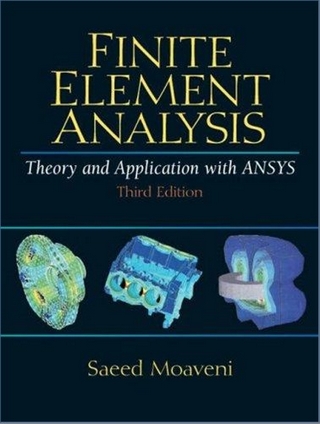 FINITE
ELEMENT
ANALYSIS
Theory and Application with ANSYS
Third Edition
Saeed Moaveni